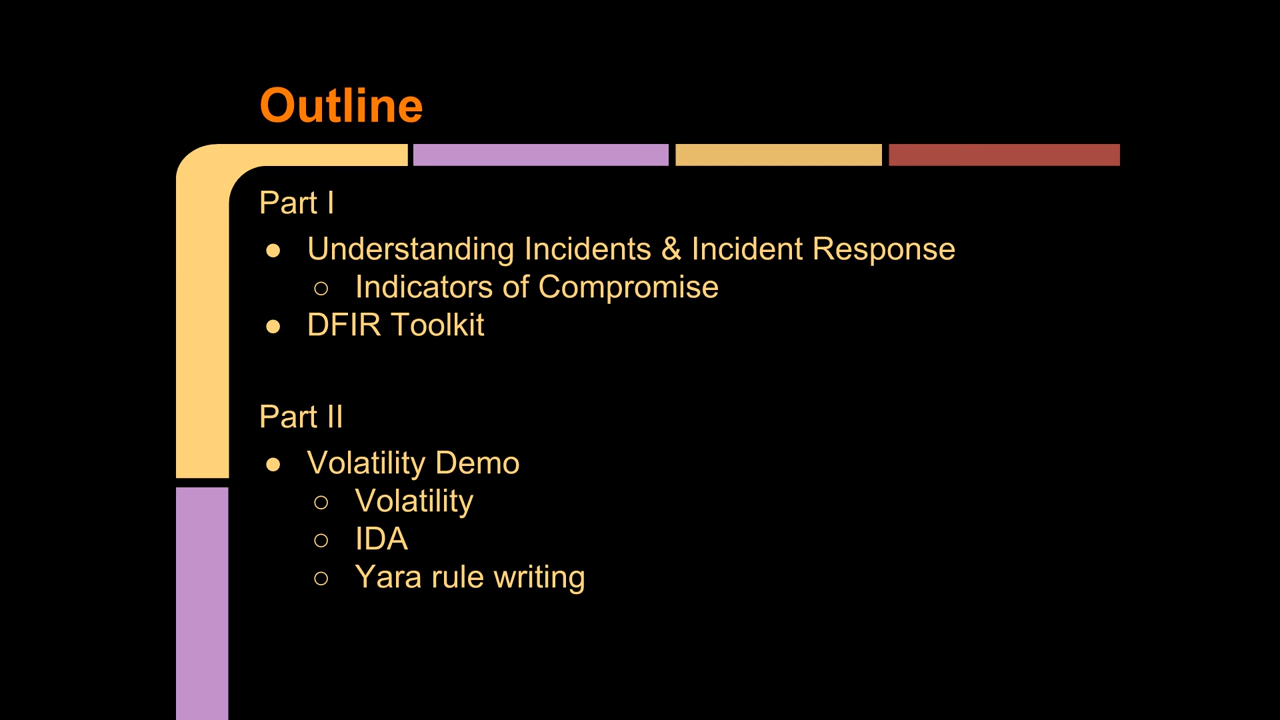 Outline
Part I
● Understanding Incidents & Incident Response
○ Indicators of Compromise
● DFIR Toolkit
Part II
● Volatility Demo
○ Volatility
○ IDA
○ Yara rule writing